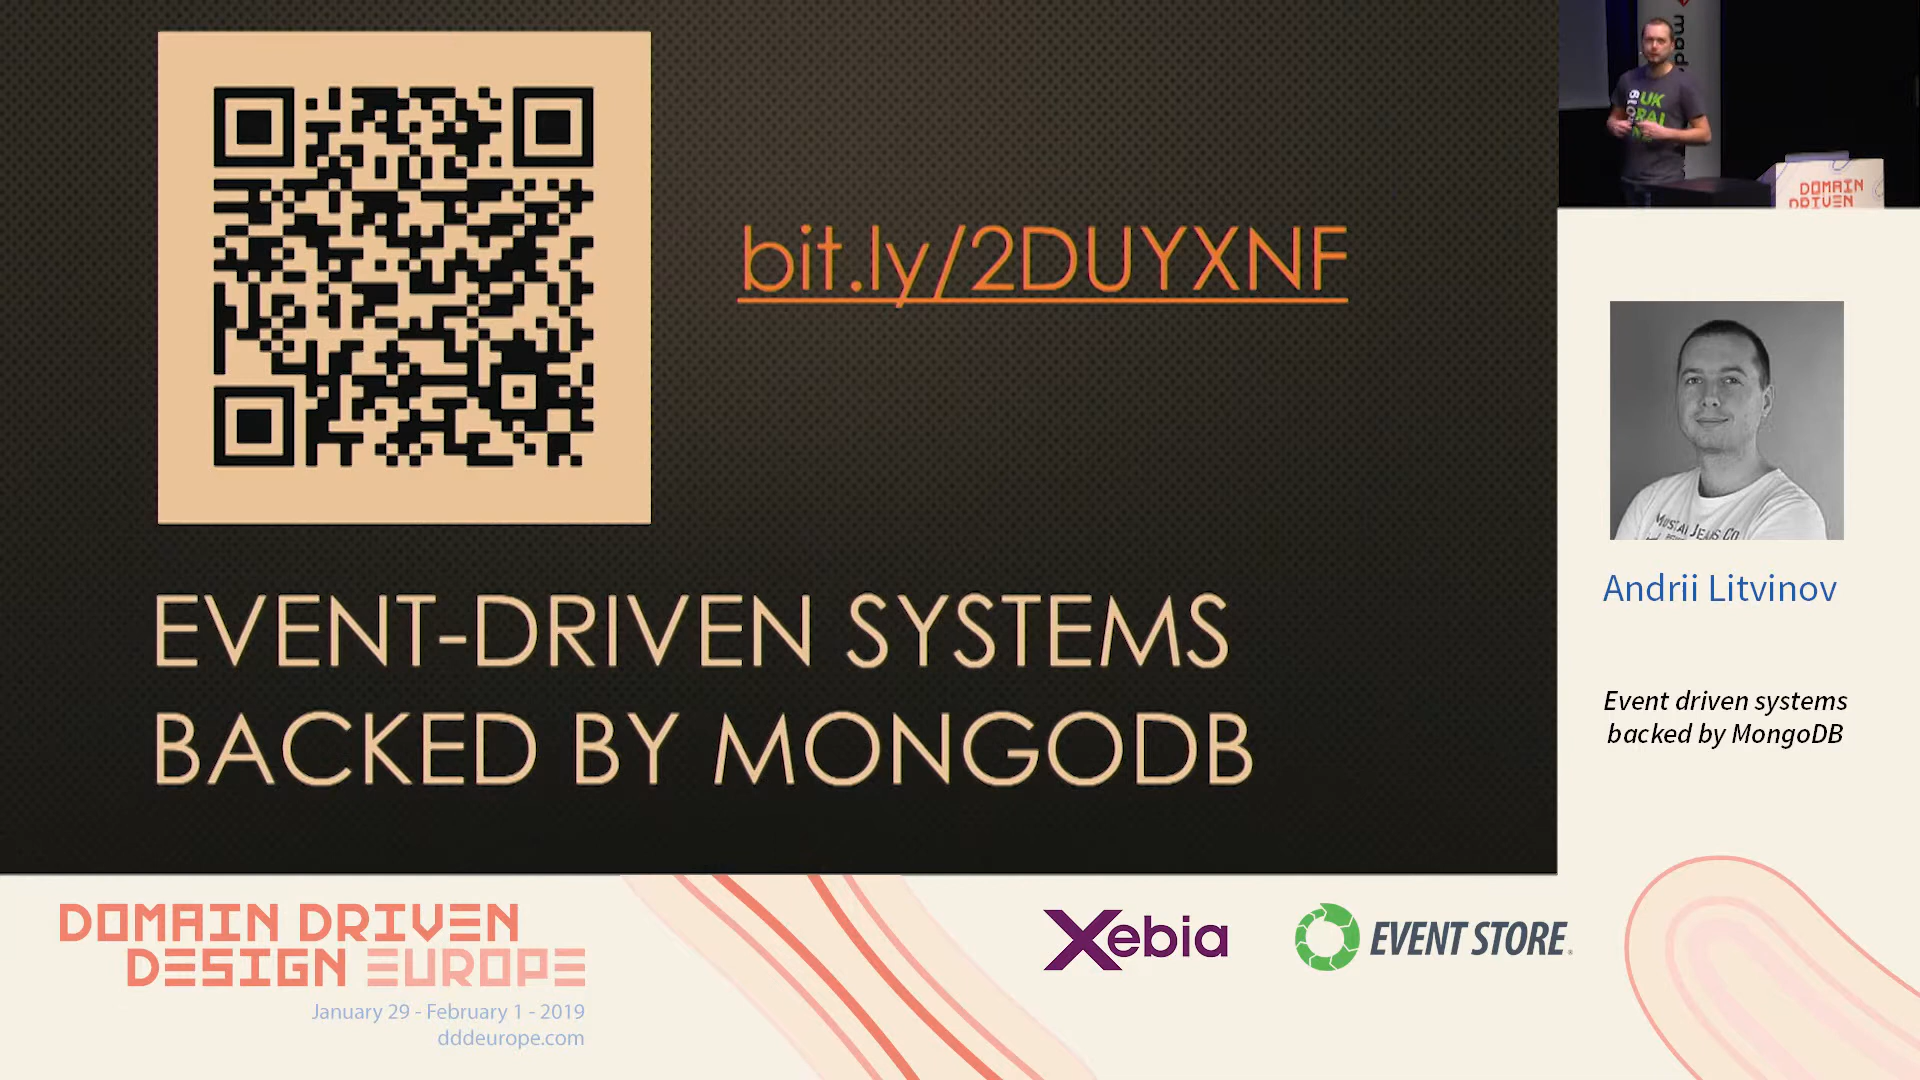 bit.ly/2DUYXNF
EVENT-DRIVEN SYSTEMS
BACKED BY MONGODB
DOMAIN
DRIVEN
Andrii Litvinov
Event driven systems
backed by MongoDB
DOMAIN DRIVEN
DESIGN EUROPE
January 29 - February 1 - 2019
dddeurope.com
Xebia
EVENT STORE